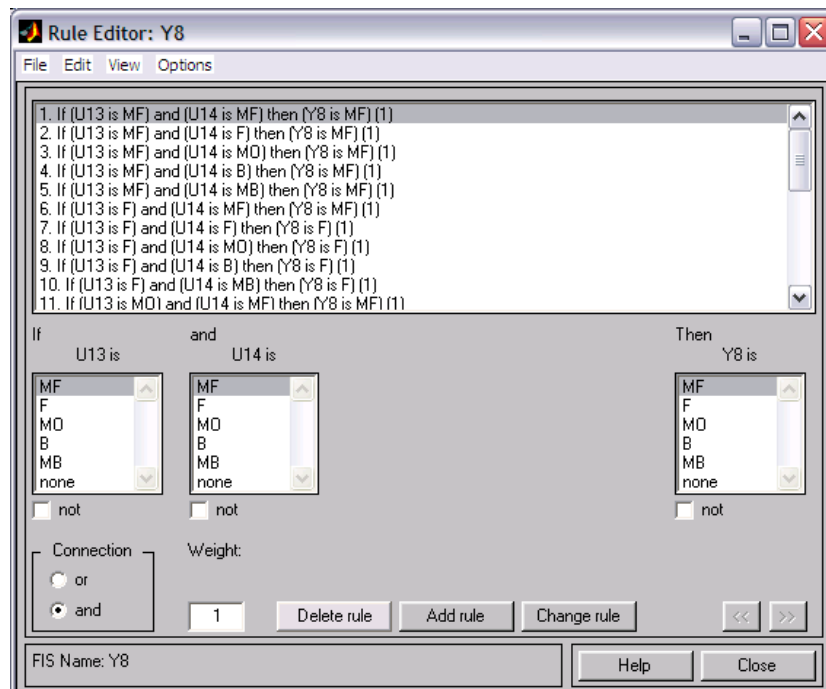 Rule Editor: Y8
File Edit View Options
1. If (U13 is MF) and (U14 is MF) then (Y8 is MF) (1)
2. If (U13 is MF) and (U14 is F) then (Y8 is MF) (1)
3. If (U13 is MF) and (U14 is MO) then (Y8 is MF) (1)
4. If (U13 is MF) and (U14 is B) then (Y8 is MF) (1)
5. If (U13 is MF) and (U14 is MB) then (Y8 is MF) (1)
6. If (U13 is F) and (U14 is MF) then (Y8 is MF) (1)
7. If (U13 is F) and (U14 is F) then (Y8 is F) (1)
8. If (U13 is F) and (U14 is MO) then (Y8 is F) (1)
9. If (U13 is F) and (U14 is B) then (Y8 is F) (1)
10. If (U13 is F) and (U14 is MB) then (Y8 is F) (1)
11. If (U13 is MO) and (U14 is MF) then (Y8 is MF) (1)
If and Then
U13 is U14 is Y8 is
MF MF MF
F F F
MO MO MO
B B B
MB MB MB
none none none
not not not
Connection Weight:
or
and 1 Delete rule Add rule Change rule << >>
FIS Name: Y8 Help Close